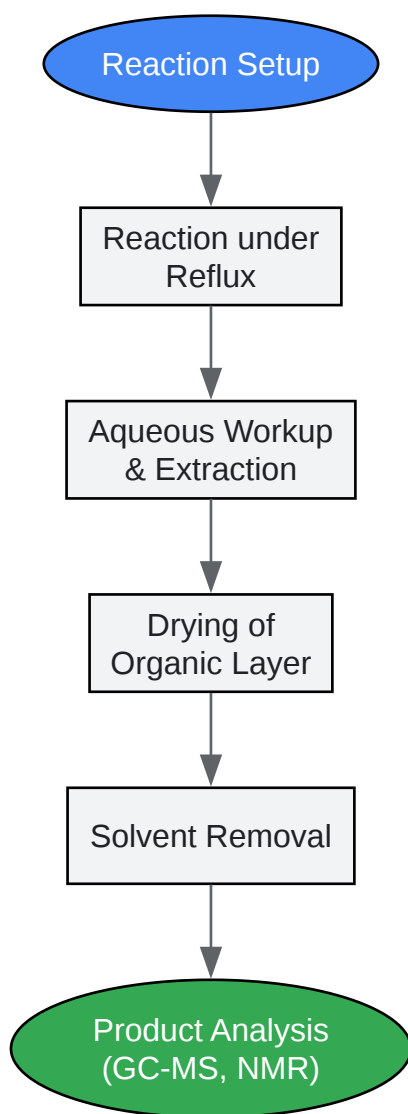 Reaction Setup
Reaction under
Reflux
Aqueous Workup
& Extraction
Drying of
Organic Layer
Solvent Removal
Product Analysis
(GC-MS, NMR)